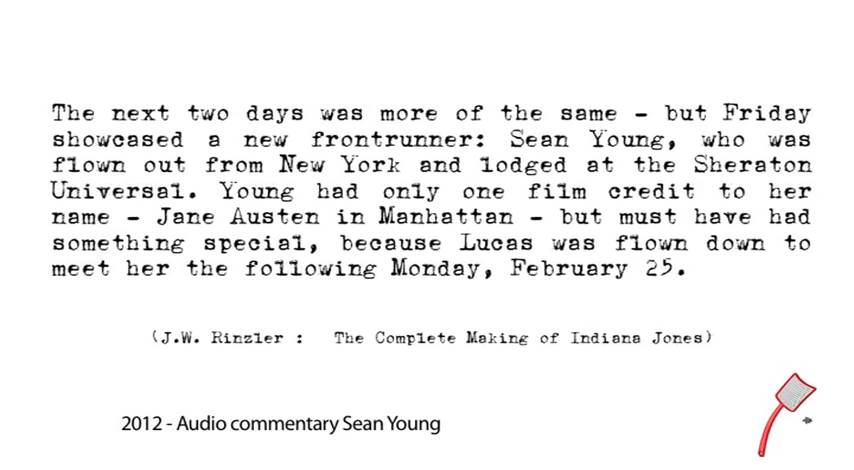 The next two days was more of the same - but Friday
showcased a new frontrunner: Sean Young, who was
flown out from New York and lodged at the Sheraton
Universal. Young had only one film credit to her
name - Jane Austen in Manhattan - but must have had
something special, because Lucas was flown down to
meet her the following Monday, February 25.
(J.W. Rinzler : The Complete Making of Indiana Jones)
2012 - Audio commentary Sean Young